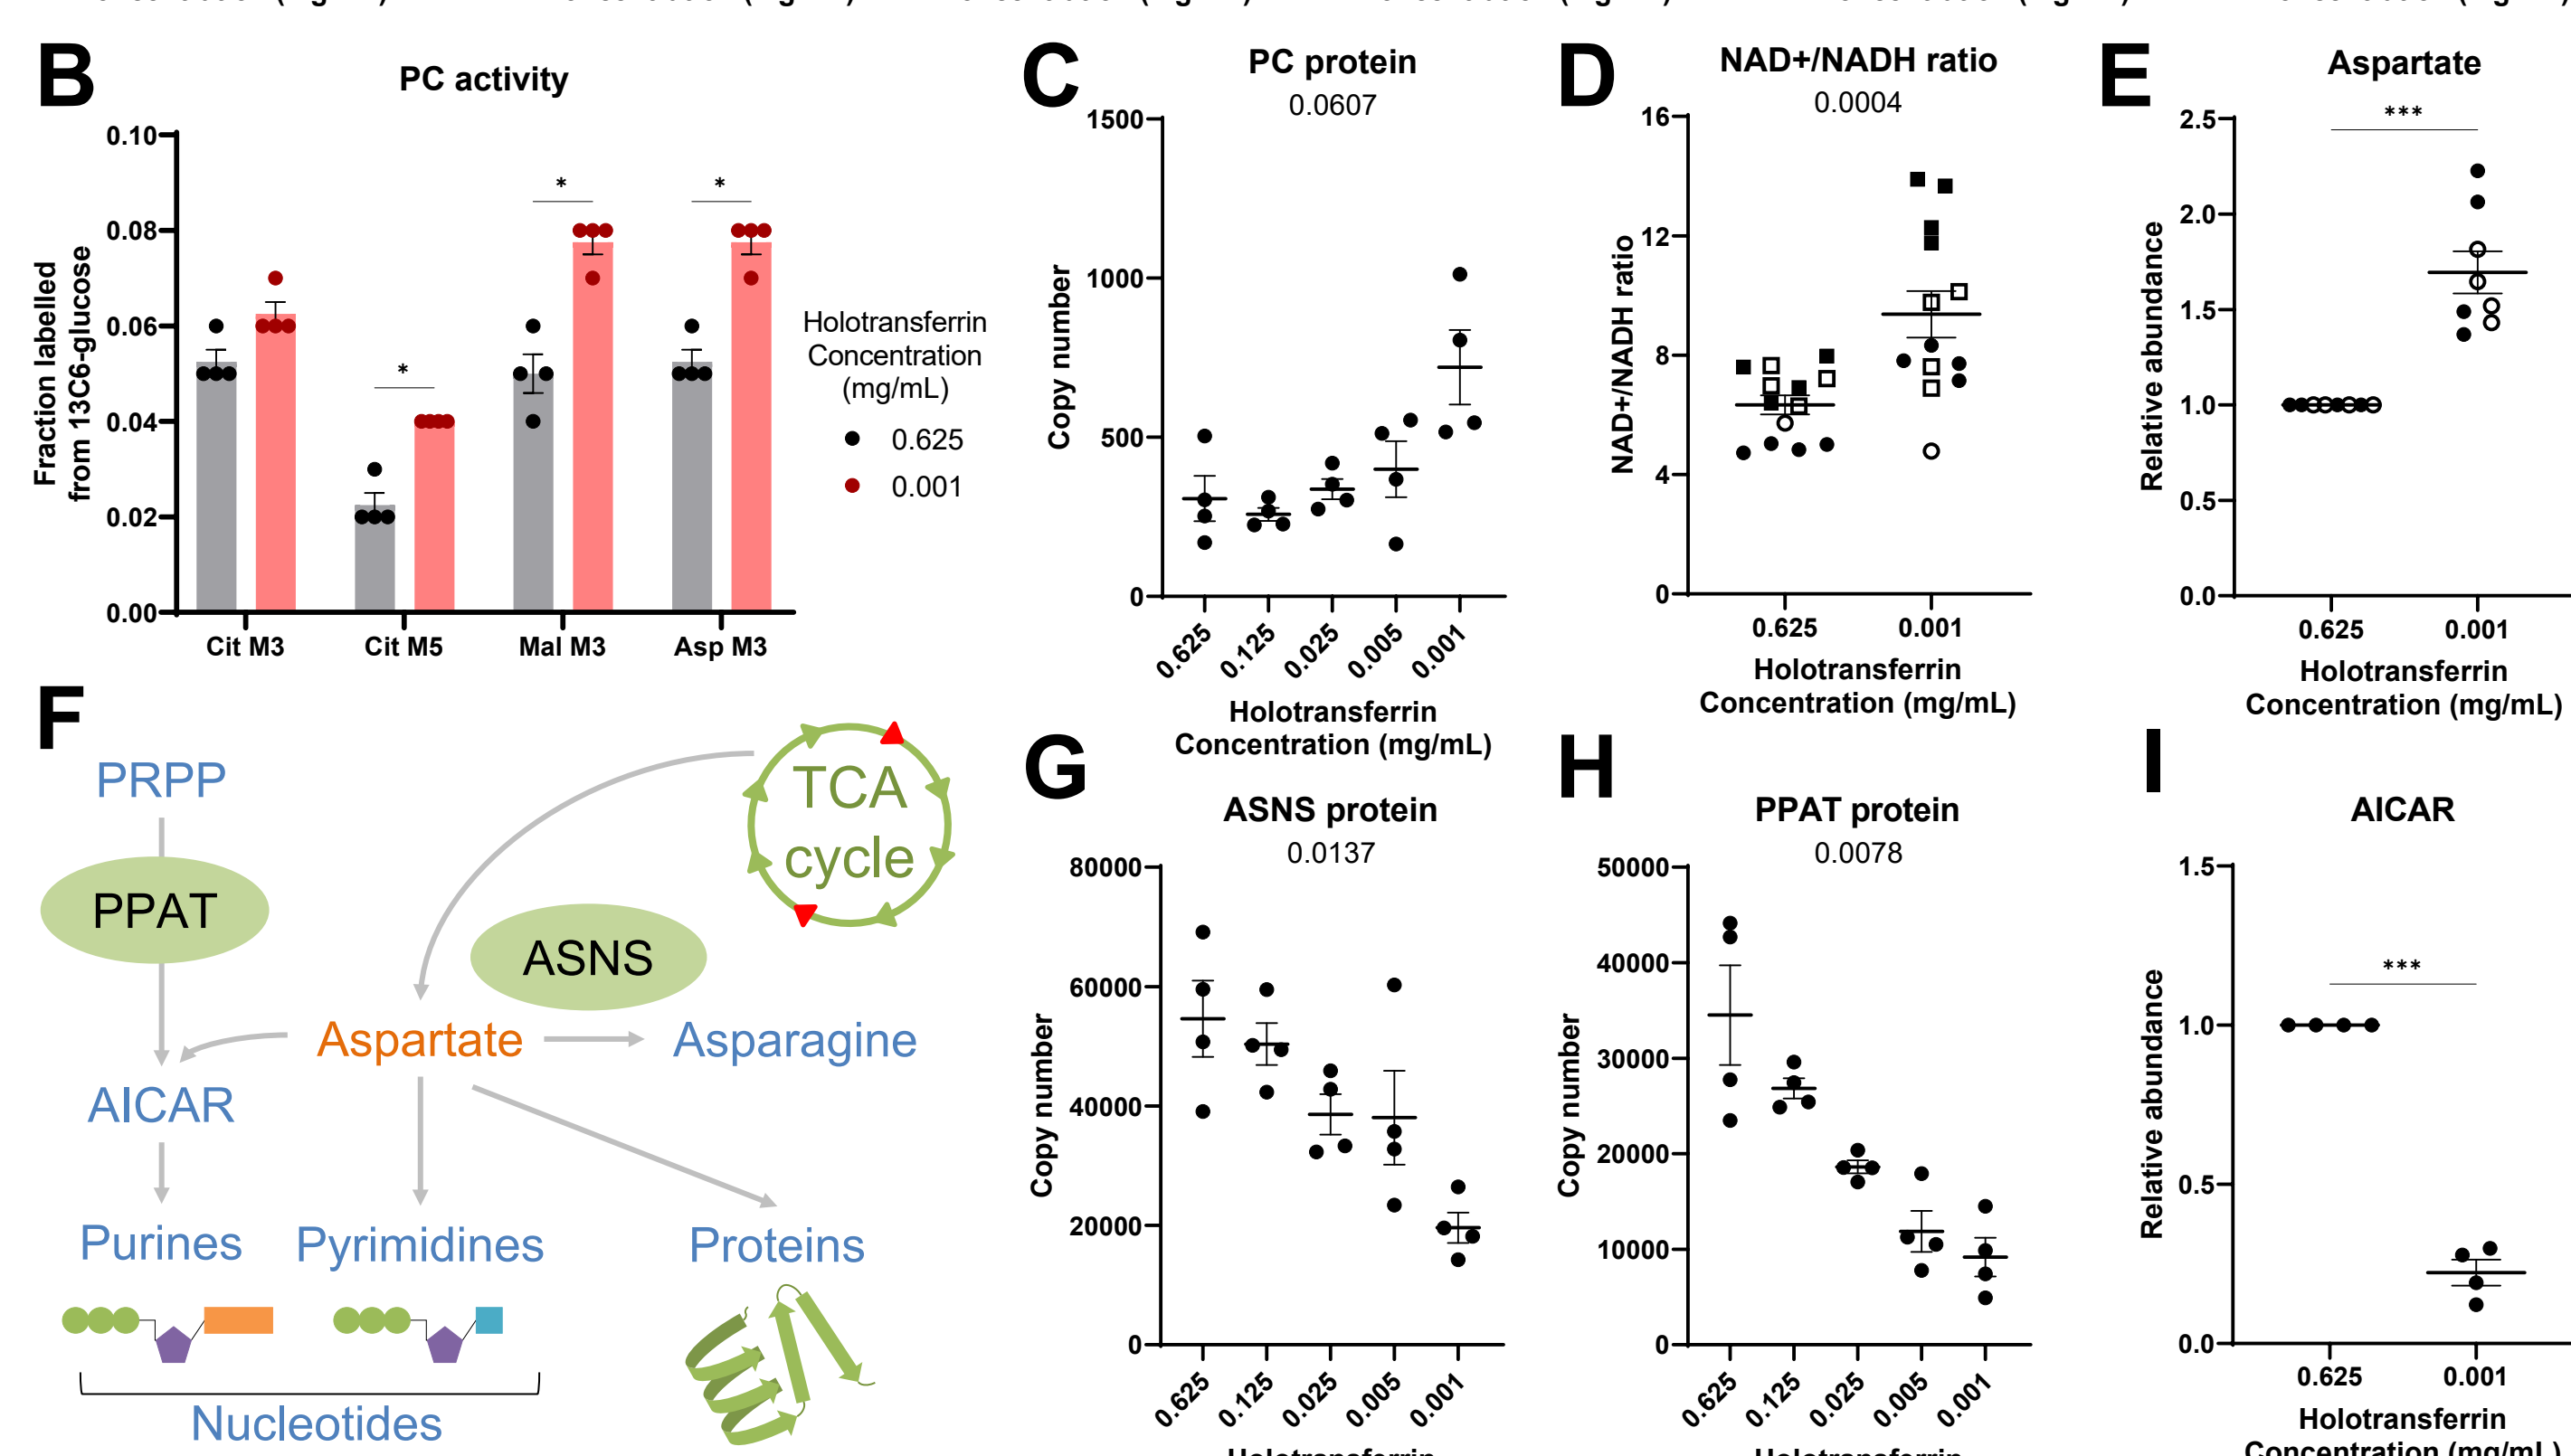 B
PC activity
0.10
0.08
0.06
0.04
0.02
0.00
Fraction labelled
from 13C6-glucose
*
*
*
Cit M3
Cit M5
Mal M3
Asp M3
Holotransferrin
Concentration
(mg/mL)
0.625
0.001
C
PC protein
0.0607
1500
1000
500
0
Copy number
0.625
0.125
0.025
0.005
0.001
Holotransferrin
Concentration (mg/mL)
D
NAD+/NADH ratio
0.0004
16
12
8
4
0
NAD+/NADH ratio
0.625
0.001
Holotransferrin
Concentration (mg/mL)
E
Aspartate
***
2.5
2.0
1.5
1.0
0.5
0.0
Relative abundance
0.625
0.001
Holotransferrin
Concentration (mg/mL)
F
PRPP
TCA
cycle
PPAT
ASNS
Aspartate
Asparagine
AICAR
Purines
Pyrimidines
Proteins
Nucleotides
G
ASNS protein
0.0137
80000
60000
40000
20000
0
Copy number
0.625
0.125
0.025
0.005
0.001
Holotransferrin
H
PPAT protein
0.0078
50000
40000
30000
20000
10000
0
Copy number
0.625
0.125
0.025
0.005
0.001
Holotransferrin
I
AICAR
***
1.5
1.0
0.5
0.0
Relative abundance
0.625
0.001
Holotransferrin
Concentration (mg/mL)